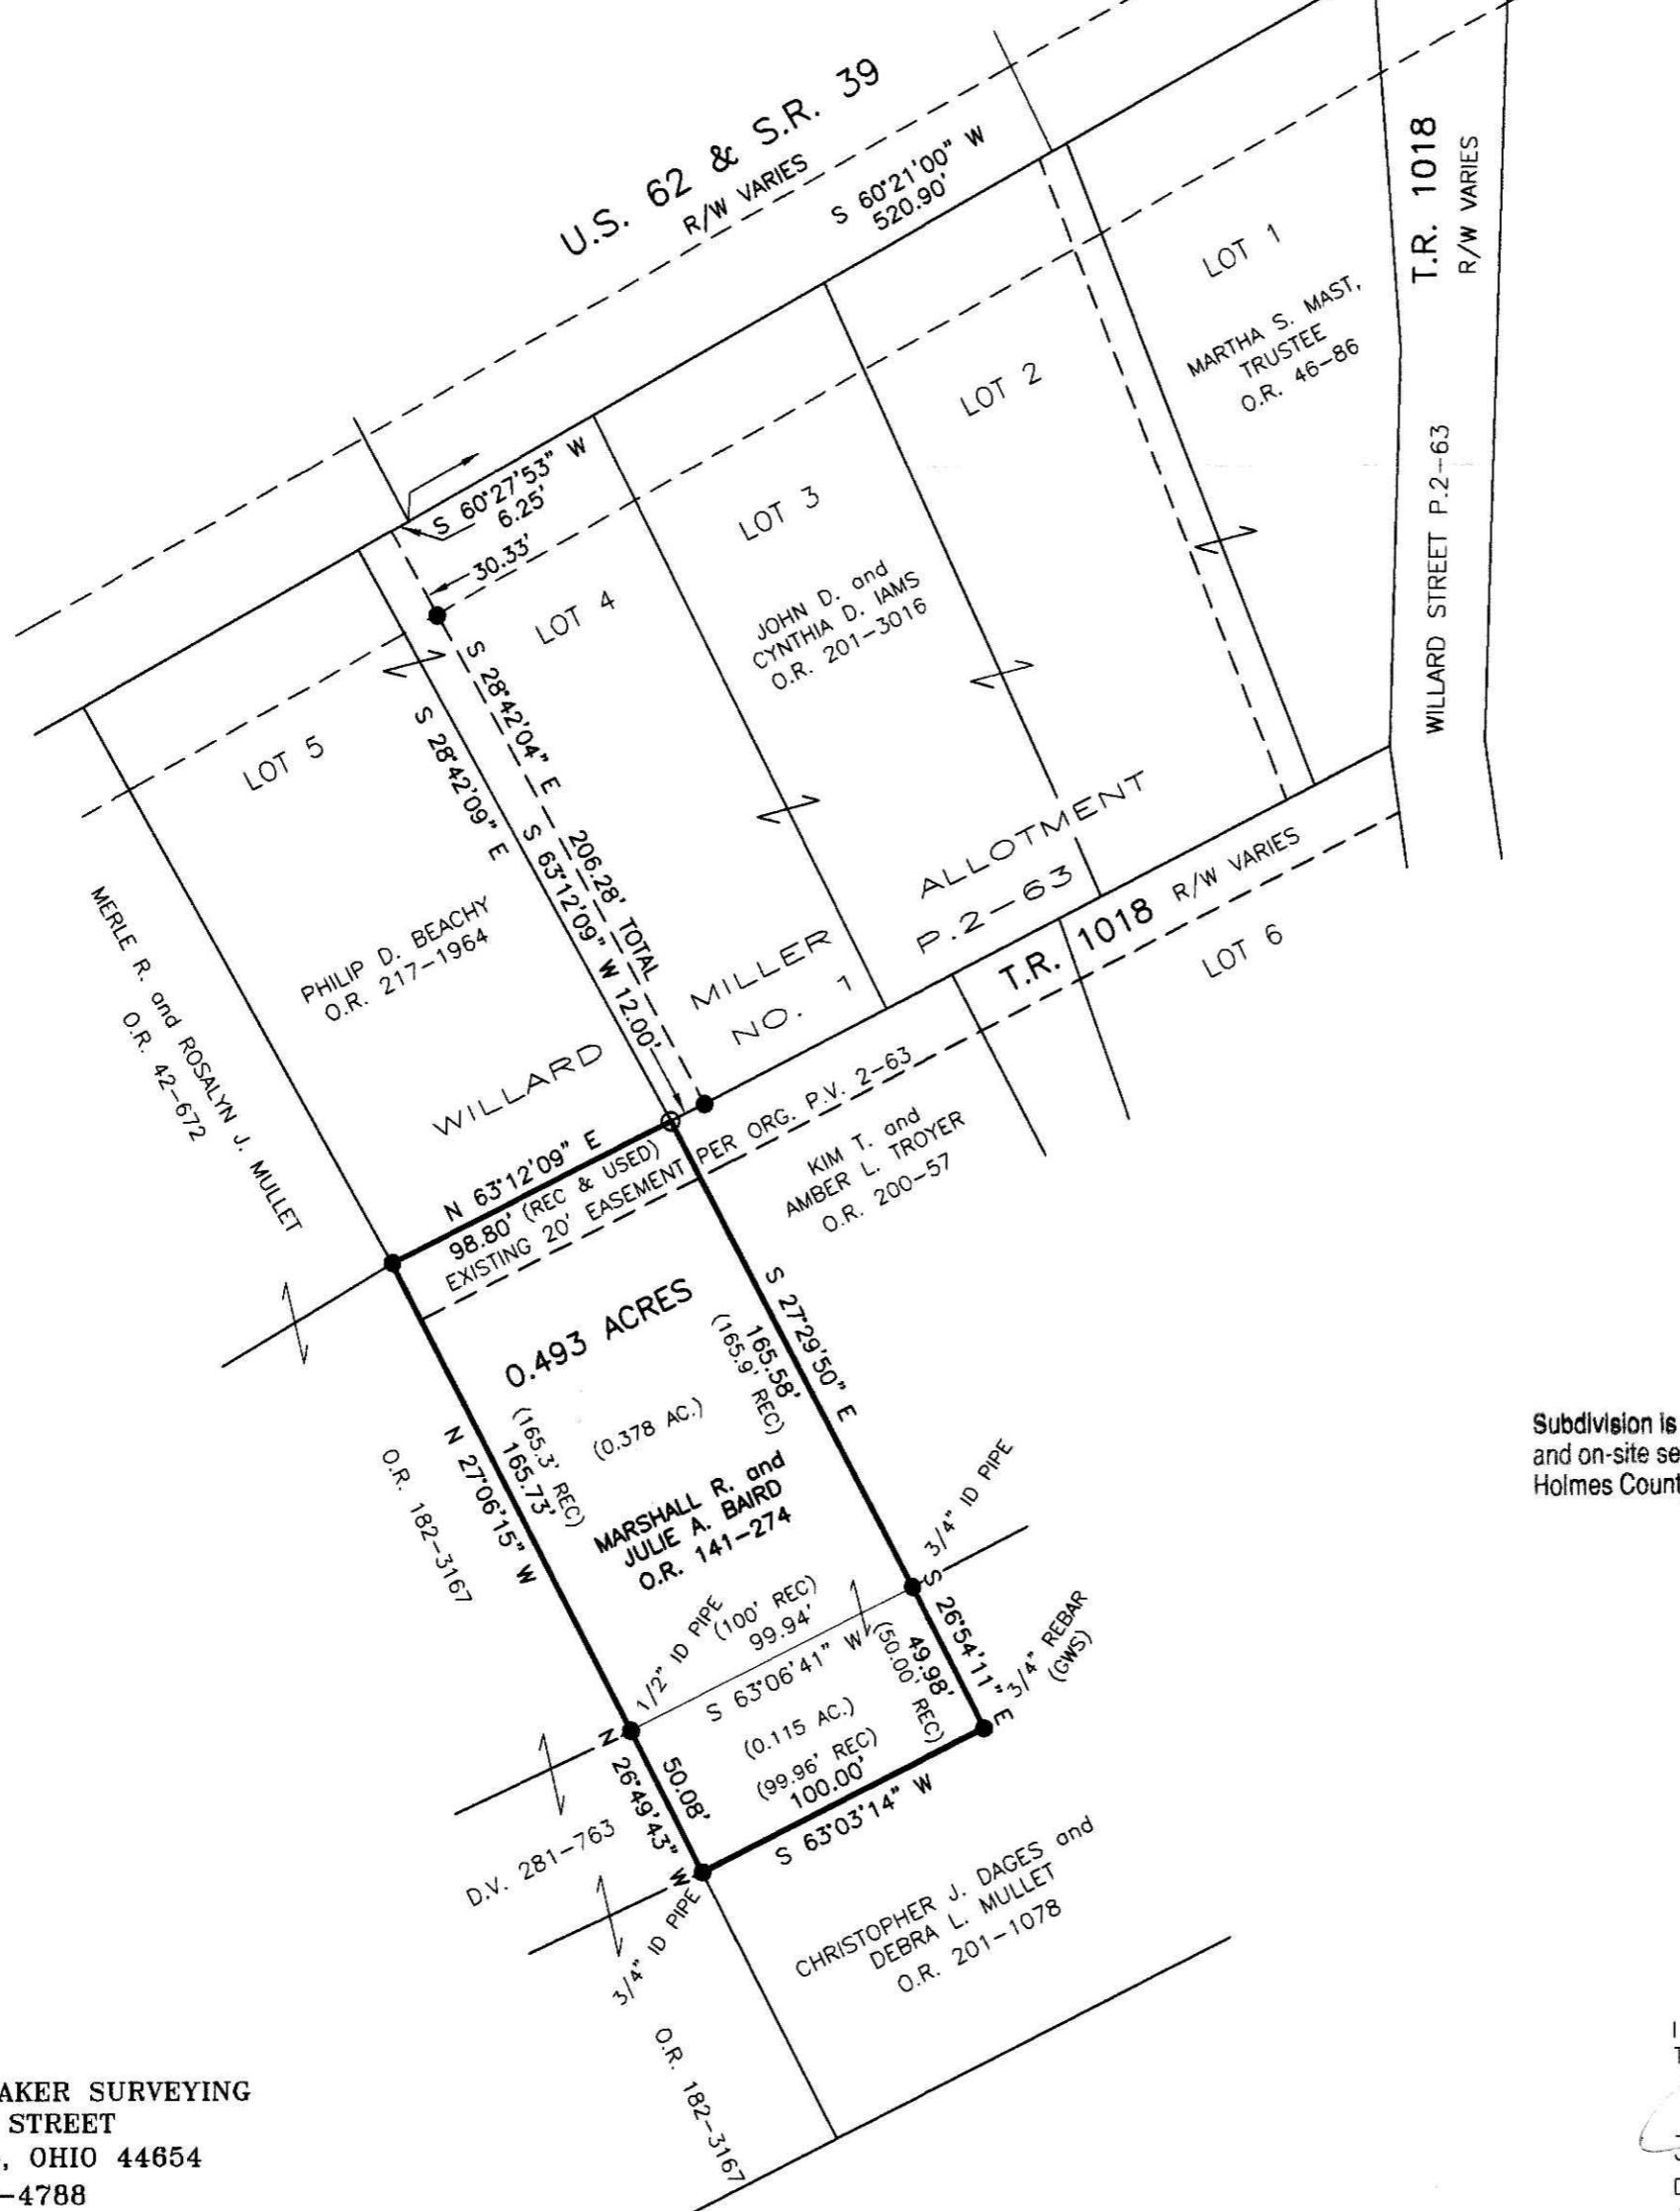 U.S. 62 & S.R. 39
R/W VARIES
S 60°21'00" W
520.90'
T.R. 1018
R/W VARIES
LOT 1
MARTHA S. MAST,
TRUSTEE
O.R. 46-86
LOT 2
WILLARD STREET P.2-63
S 60°27'53" W
6.25'
30.33'
LOT 3
JOHN D. and
CYNTHIA D. IAMS
O.R. 201-3016
LOT 4
S 28°42'04" E 206.28' TOTAL
S 28°42'09" E
S 63°12'09" W 12.00'
LOT 5
PHILIP D. BEACHY
O.R. 217-1964
MERLE R. and ROSALYN J. MULLET
O.R. 42-672
WILLARD MILLER ALLOTMENT
NO. 1 P.2-63
T.R. 1018 R/W VARIES
LOT 6
N 63°12'09" E
98.80' (REC & USED)
EXISTING 20' EASEMENT PER ORG. P.V. 2-63
KIM T. and
AMBER L. TROYER
O.R. 200-57
0.493 ACRES
S 27°29'50" E
165.58'
(165.9' REC)
(0.378 AC.)
(165.3' REC)
165.73'
N 27°06'15" W
O.R. 182-3167
MARSHALL R. and
JULIE A. BAIRD
O.R. 141-274
3/4" ID PIPE
1/2" ID PIPE
(100' REC)
99.94'
S 63°06'41" W
S 26°54'11" E
49.98'
(50.00' REC)
3/4" REBAR
(GWS)
(0.115 AC.)
(99.96' REC)
100.00'
S 63°03'14" W
50.08'
N 26°49'43" W
D.V. 281-763
3/4" ID PIPE
CHRISTOPHER J. DAGES and
DEBRA L. MULLET
O.R. 201-1078
O.R. 182-3167
Subdivision is
and on-site se
Holmes Count
AKER SURVEYING
STREET
, OHIO 44654
-4788